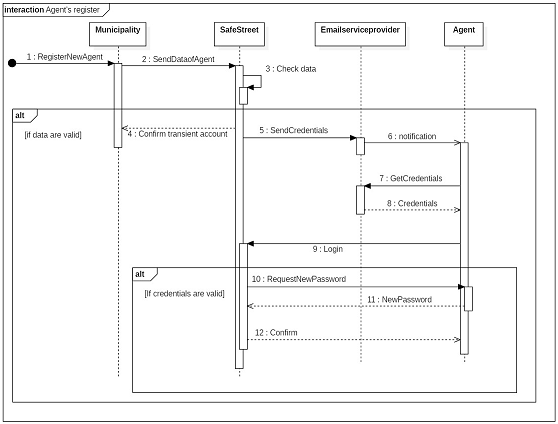 interaction Agent's register
Municipality
SafeStreet
Emailserviceprovider
Agent
1 : RegisterNewAgent
2 : SendDataofAgent
3 : Check data
alt
[if data are valid]
4 : Confirm transient account
5 : SendCredentials
6 : notification
7 : GetCredentials
8 : Credentials
9 : Login
alt
[If credentials are valid]
10 : RequestNewPassword
11 : NewPassword
12 : Confirm